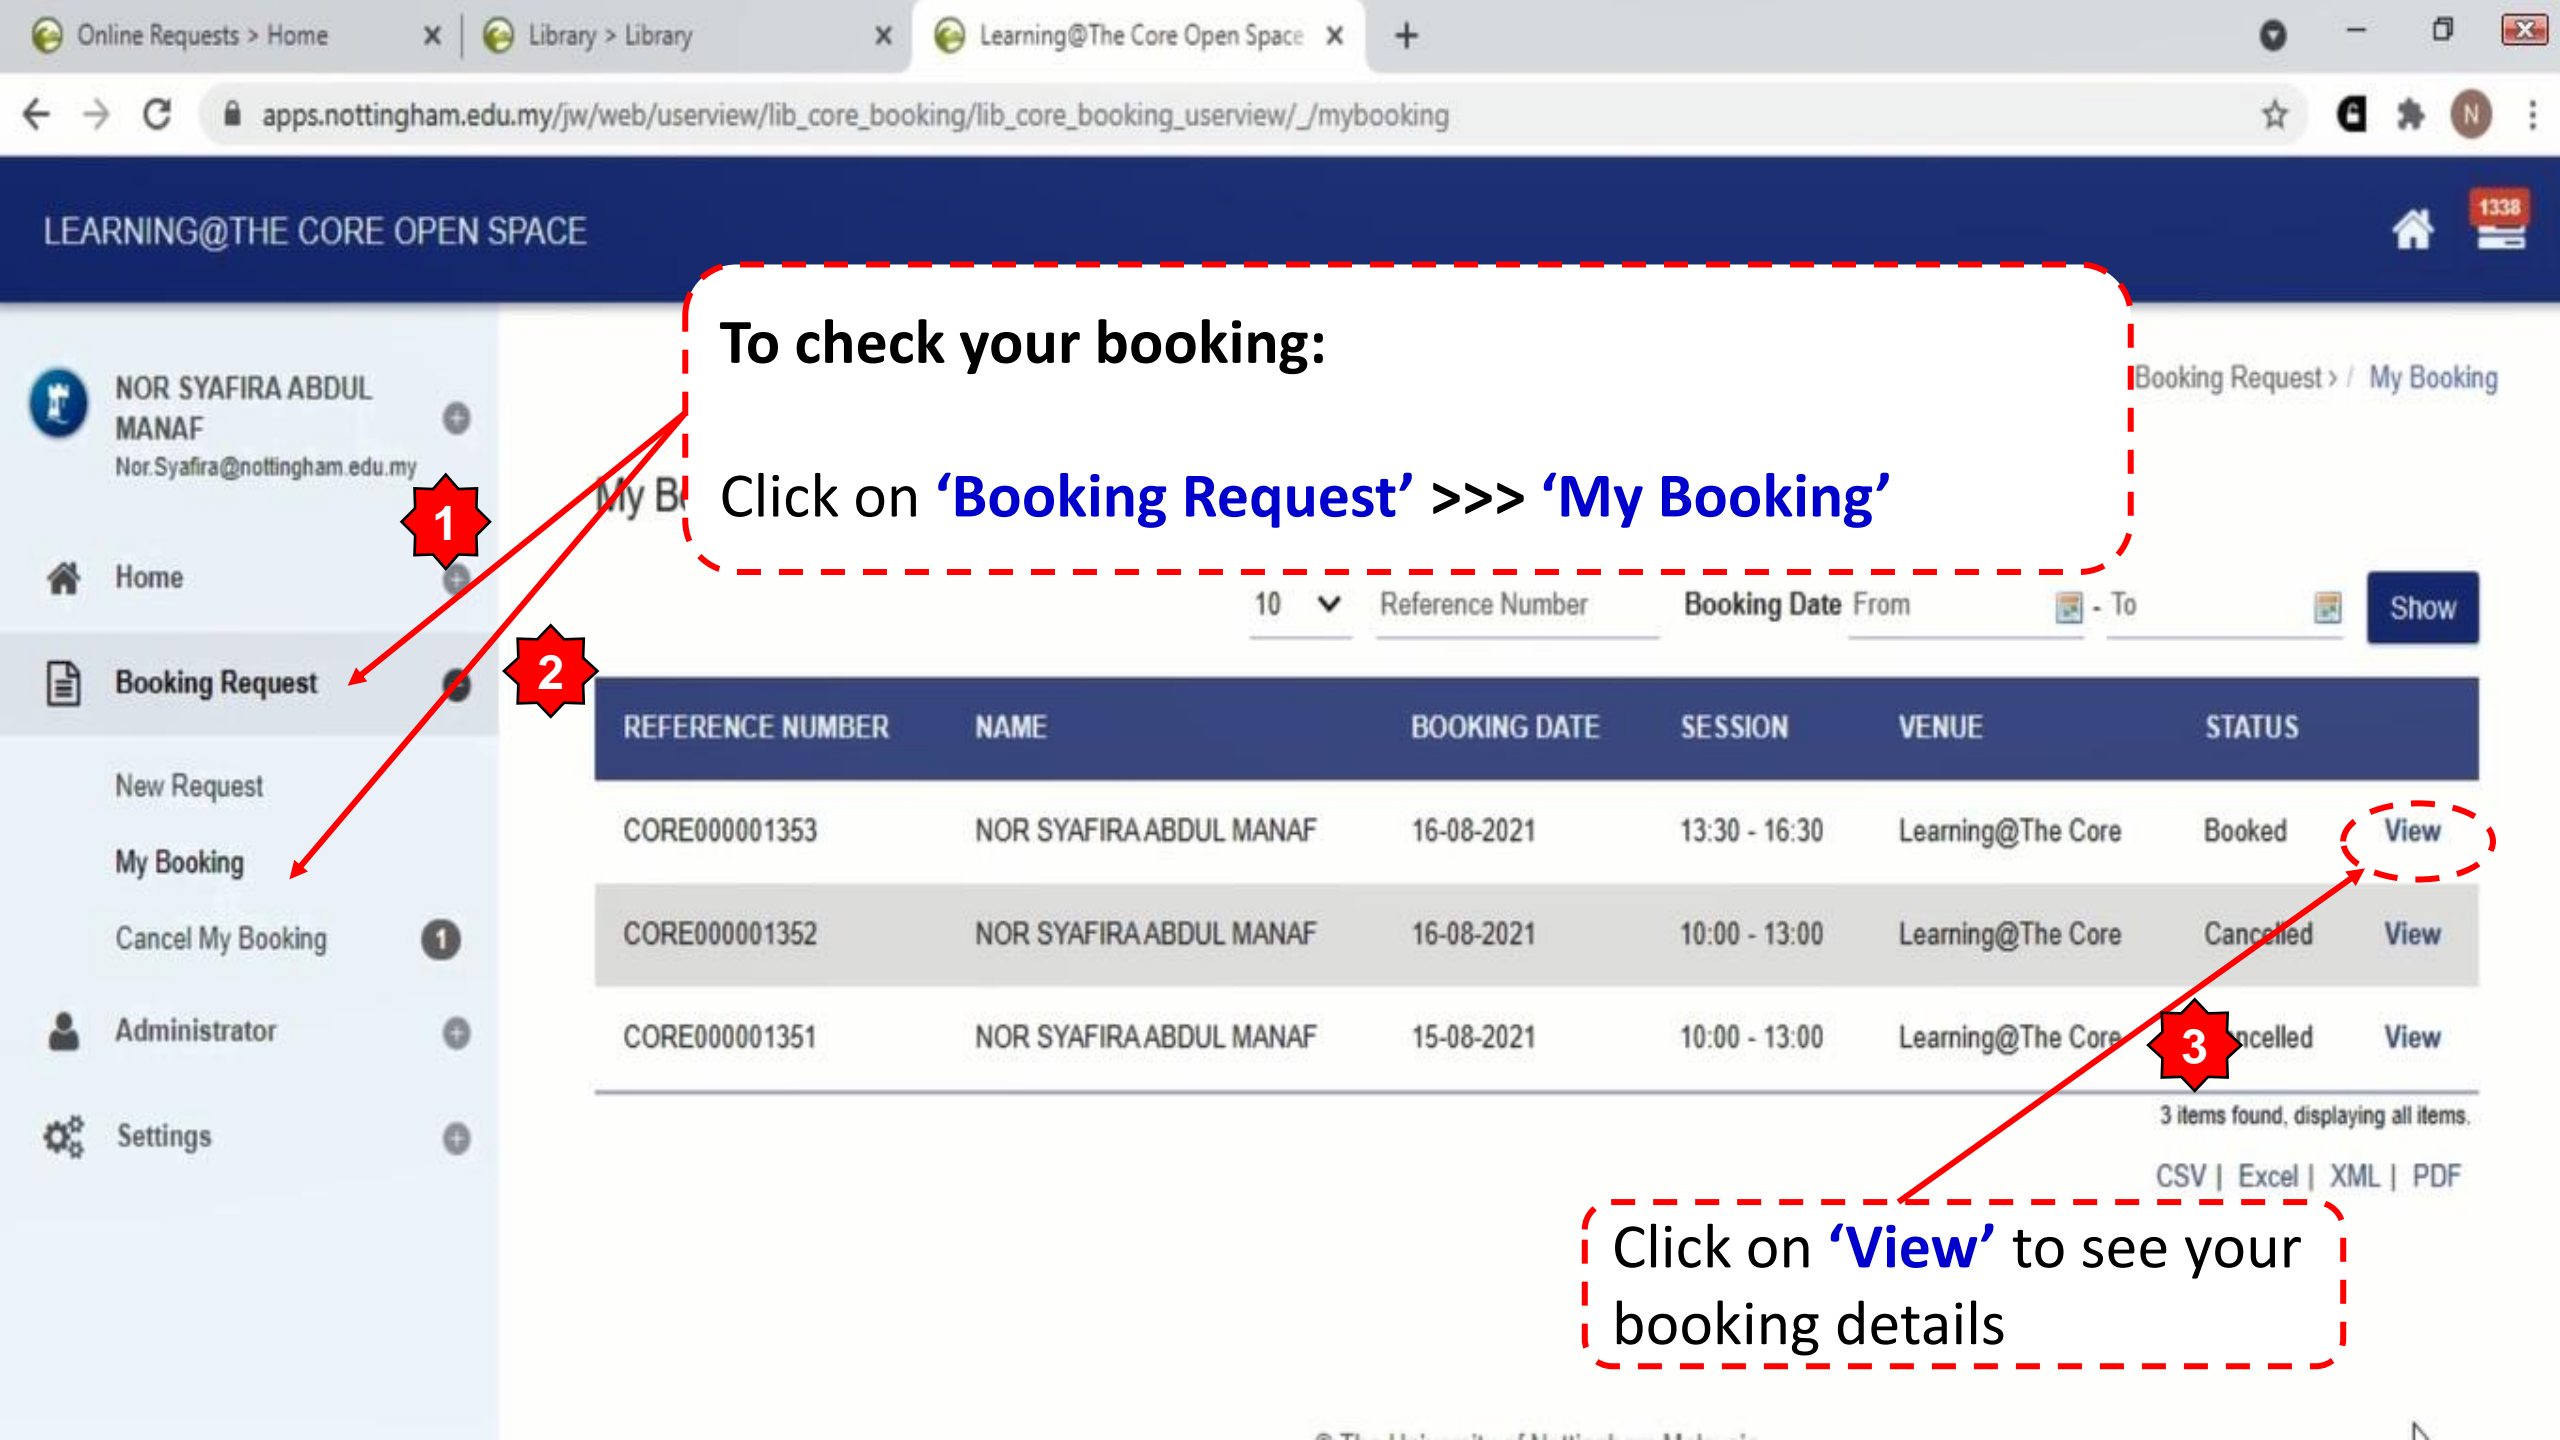 Online Requests > Home
Library > Library
Learning@The Core Open Space
apps.nottingham.edu.my/jw/web/userview/lib_core_booking/lib_core_booking_userview/_/mybooking
N
LEARNING@THE CORE OPEN SPACE
1338
To check your booking:
Click on ‘Booking Request’ >>> ‘My Booking’
Booking Request > / My Booking
NOR SYAFIRA ABDUL
MANAF
Nor.Syafira@nottingham.edu.my
1
My B
Home
10 Reference Number Booking Date From - To Show
2
Booking Request
New Request
My Booking
Cancel My Booking 1
Administrator
Settings
REFERENCE NUMBER NAME BOOKING DATE SESSION VENUE STATUS
CORE000001353 NOR SYAFIRA ABDUL MANAF 16-08-2021 13:30 - 16:30 Learning@The Core Booked View
CORE000001352 NOR SYAFIRA ABDUL MANAF 16-08-2021 10:00 - 13:00 Learning@The Core Cancelled View
CORE000001351 NOR SYAFIRA ABDUL MANAF 15-08-2021 10:00 - 13:00 Learning@The Core ncelled View
3
3 items found, displaying all items.
CSV | Excel | XML | PDF
Click on ‘View’ to see your
booking details